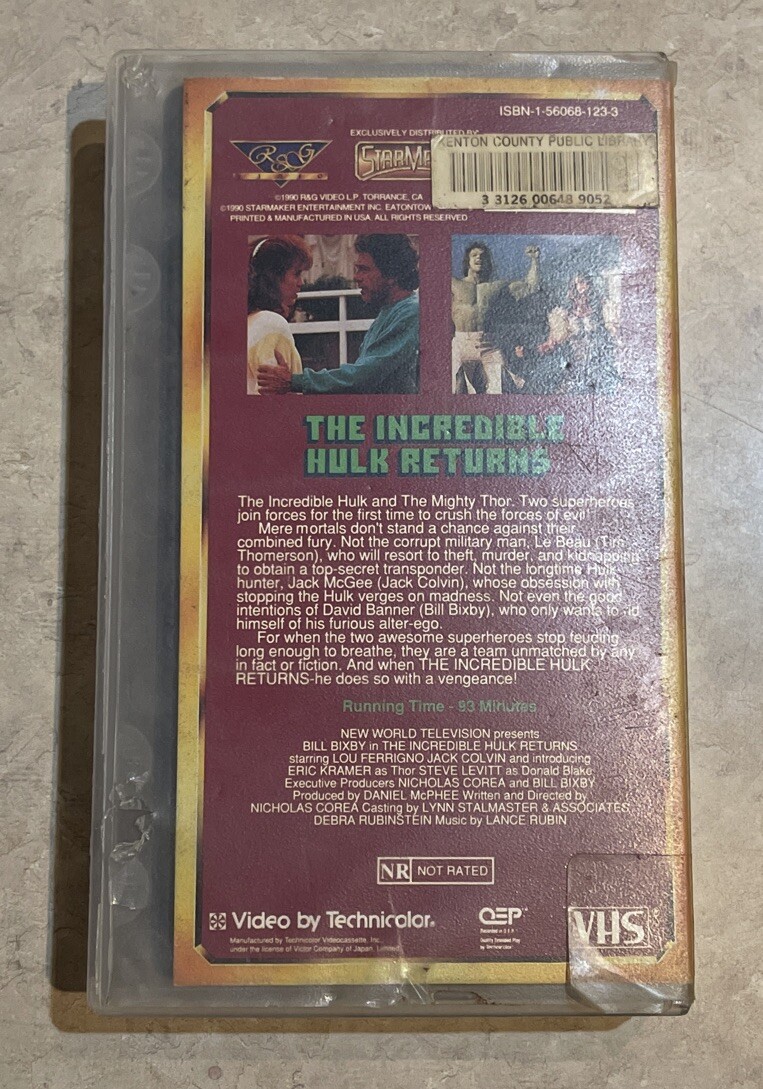 ISBN-1-56068-123-3
EXCLUSIVELY DISTRIBUTED BY
R&G
VIDEO
KENTON COUNTY PUBLIC LIBRARY
3 3126 00648 9052
©1990 R&G VIDEO L.P. TORRANCE, CA
©1990 STARMAKER ENTERTAINMENT INC. EATONTOW
PRINTED & MANUFACTURED IN USA. ALL RIGHTS RESERVED
THE INCREDIBLE
HULK RETURNS
The Incredible Hulk and The Mighty Thor. Two superheroes
join forces for the first time to crush the forces of evil!
Mere mortals don't stand a chance against their
combined fury. Not the corrupt military man, Le Beau (Tim
Thomerson), who will resort to theft, murder, and kidnapping
to obtain a top-secret transponder. Not the longtime Hulk
hunter, Jack McGee (Jack Colvin), whose obsession with
stopping the Hulk verges on madness. Not even the good
intentions of David Banner (Bill Bixby), who only wants to rid
himself of his furious alter-ego.
For when the two awesome superheroes stop feuding
long enough to breathe, they are a team unmatched by any
in fact or fiction. And when THE INCREDIBLE HULK
RETURNS-he does so with a vengeance!
Running Time - 93 Minutes
NEW WORLD TELEVISION presents
BILL BIXBY in THE INCREDIBLE HULK RETURNS
starring LOU FERRIGNO JACK COLVIN and introducing
ERIC KRAMER as Thor STEVE LEVITT as Donald Blake
Executive Producers NICHOLAS COREA and BILL BIXBY
Produced by DANIEL McPHEE Written and Directed by
NICHOLAS COREA Casting by LYNN STALMASTER & ASSOCIATES
DEBRA RUBINSTEIN Music by LANCE RUBIN
NR NOT RATED
Video by Technicolor®
Manufactured by Technicolor Videocassette, Inc.,
under the license of Victor Company of Japan, Limited
QEP™
Recorded in S.L.P.
Quality Extended Play
by Technicolor
VHS